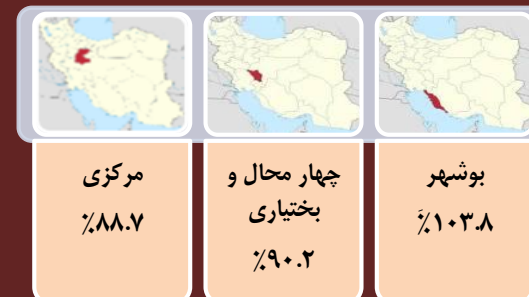 بوشهر
٪۱۰۳.۸
چهار محال و
بختیاری
٪۹۰.۲
مرکزی
٪۸۸.۷